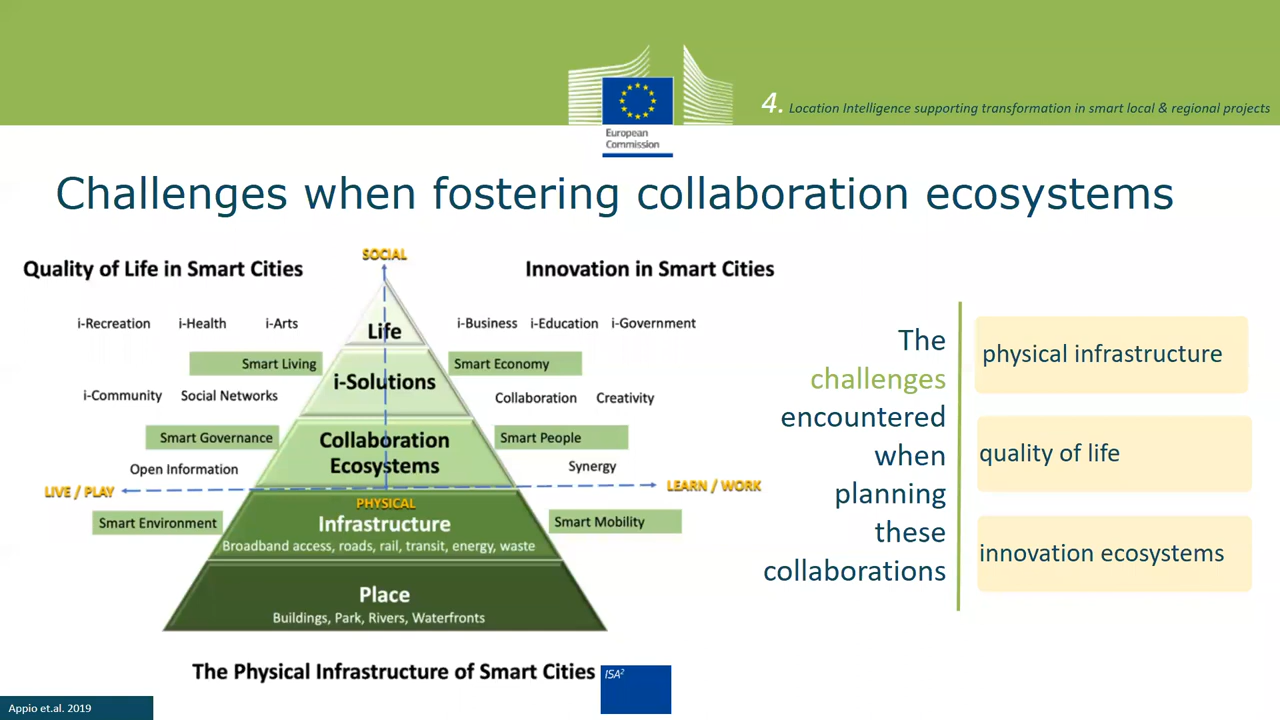 European
Commission
4. Location Intelligence supporting transformation in smart local & regional projects
Challenges when fostering collaboration ecosystems
SOCIAL
Quality of Life in Smart Cities
Innovation in Smart Cities
i-Recreation i-Health i-Arts
Life
i-Business i-Education i-Government
Smart Living
Smart Economy
i-Solutions
i-Community Social Networks
Collaboration Creativity
Smart Governance
Collaboration
Ecosystems
Smart People
Open Information
Synergy
LIVE / PLAY
LEARN / WORK
PHYSICAL
Smart Environment
Infrastructure
Smart Mobility
Broadband access, roads, rail, transit, energy, waste
Place
Buildings, Park, Rivers, Waterfronts
The Physical Infrastructure of Smart Cities
The
challenges
encountered
when
planning
these
collaborations
physical infrastructure
quality of life
innovation ecosystems
ISA²
Appio et.al. 2019